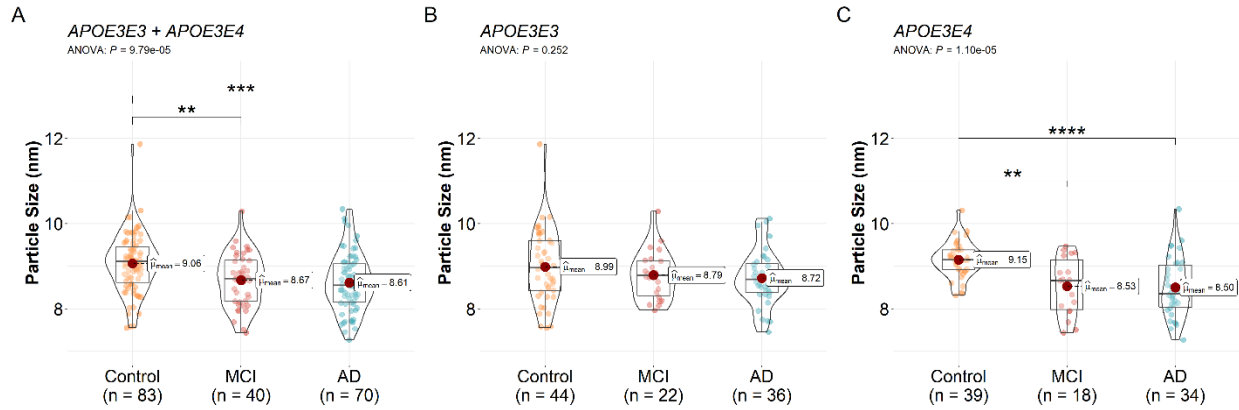 A
APOE3E3 + APOE3E4
ANOVA: P = 9.79e-05
Particle Size (nm)
12
10
8
***
**
μ̂mean = 9.06
μ̂mean = 8.67
μ̂mean = 8.61
Control
(n = 83)
MCI
(n = 40)
AD
(n = 70)
B
APOE3E3
ANOVA: P = 0.252
Particle Size (nm)
12
10
8
μ̂mean = 8.99
μ̂mean = 8.79
μ̂mean = 8.72
Control
(n = 44)
MCI
(n = 22)
AD
(n = 36)
C
APOE3E4
ANOVA: P = 1.10e-05
Particle Size (nm)
12
10
8
****
**
μ̂mean 9.15
μ̂mean = 8.53
μ̂mean = 8.50
Control
(n = 39)
MCI
(n = 18)
AD
(n = 34)